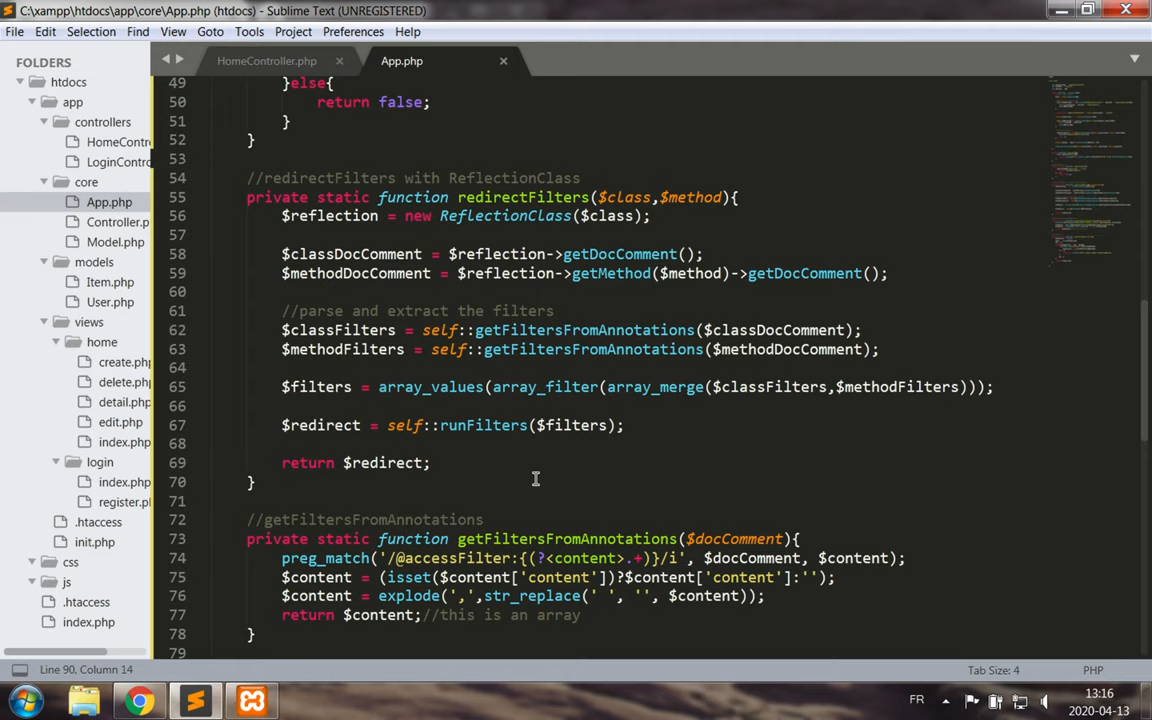 C:\xampp\htdocs\app\core\App.php (htdocs) - Sublime Text (UNREGISTERED)
File Edit Selection Find View Goto Tools Project Preferences Help
FOLDERS
htdocs
app
controllers
HomeContro
LoginContro
core
App.php
Controller.p
Model.php
models
Item.php
User.php
views
home
create.php
delete.php
detail.php
edit.php
index.php
login
index.php
register.pl
.htaccess
init.php
css
js
.htaccess
index.php
HomeController.php App.php
49 }else{
50 return false;
51 }
52 }
53
54 //redirectFilters with ReflectionClass
55 private static function redirectFilters($class,$method){
56 $reflection = new ReflectionClass($class);
57
58 $classDocComment = $reflection->getDocComment();
59 $methodDocComment = $reflection->getMethod($method)->getDocComment();
60
61 //parse and extract the filters
62 $classFilters = self::getFiltersFromAnnotations($classDocComment);
63 $methodFilters = self::getFiltersFromAnnotations($methodDocComment);
64
65 $filters = array_values(array_filter(array_merge($classFilters,$methodFilters)));
66
67 $redirect = self::runFilters($filters);
68
69 return $redirect;
70 }
71
72 //getFiltersFromAnnotations
73 private static function getFiltersFromAnnotations($docComment){
74 preg_match('/@accessFilter:{(?<content>.+)}/i', $docComment, $content);
75 $content = (isset($content['content'])?$content['content']:'');
76 $content = explode(',',str_replace(' ', '', $content));
77 return $content;//this is an array
78 }
79
Line 90, Column 14 Tab Size: 4 PHP
FR 13:16
2020-04-13